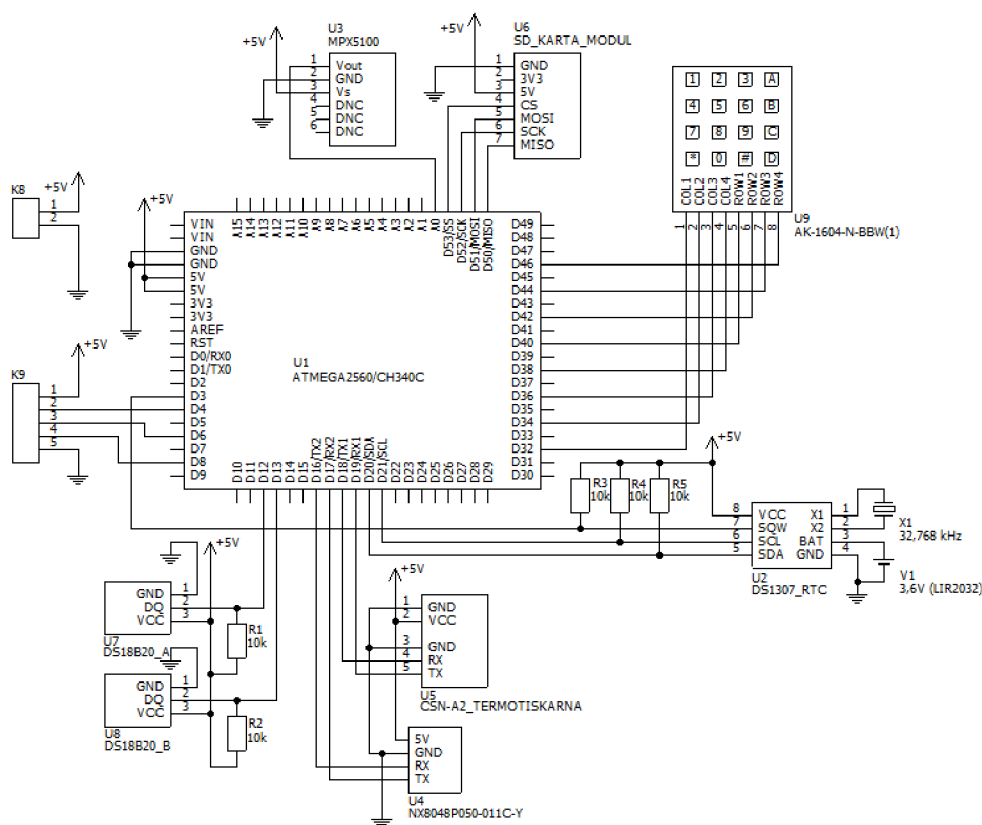 U3
MPX5100
+5V
1 Vout
2 GND
3 Vs
4 DNC
5 DNC
6 DNC
U6
SD_KARTA_MODUL
+5V
1 GND
2 3V3
3 5V
4 CS
5 MOSI
6 SCK
7 MISO
1 2 3 A
4 5 6 B
7 8 9 C
* 0 # D
COL1 COL2 COL3 COL4 ROW1 ROW2 ROW3 ROW4
1 2 3 4 5 6 7 8
U9
AK-1604-N-BBW(1)
K8
+5V
1
2
+5V
K9
+5V
1
2
3
4
5
A15 A14 A13 A12 A11 A10 A9 A8 A7 A6 A5 A4 A3 A2 A1 A0 D53/SS D52/SCK D51/MOSI D50/MISO
VIN
VIN
GND
GND
5V
5V
3V3
3V3
AREF
RST
D0/RX0
D1/TX0
D2
D3
D4
D5
D6
D7
D8
D9
U1
ATMEGA2560/CH340C
D49
D48
D47
D46
D45
D44
D43
D42
D41
D40
D39
D38
D37
D36
D35
D34
D33
D32
D31
D30
D10 D11 D12 D13 D14 D15 D16/TX2 D17/RX2 D18/TX1 D19/RX1 D20/SDA D21/SCL D22 D23 D24 D25 D26 D27 D28 D29
+5V
R3
10k
R4
10k
R5
10k
8 VCC
7 SQW
6 SCL
5 SDA
X1 1
X2 2
BAT 3
GND 4
U2
DS1307_RTC
X1
32,768 kHz
V1
3,6V (LIR2032)
+5V
GND 1
DQ 2
VCC 3
U7
DS18B20_A
R1
10k
GND 1
DQ 2
VCC 3
U8
DS18B20_B
R2
10k
+5V
1 GND
2 VCC
3 GND
4 RX
5 TX
U5
CSN-A2_TERMOTISKARNA
5V
GND
RX
TX
U4
NX8048P050-011C-Y